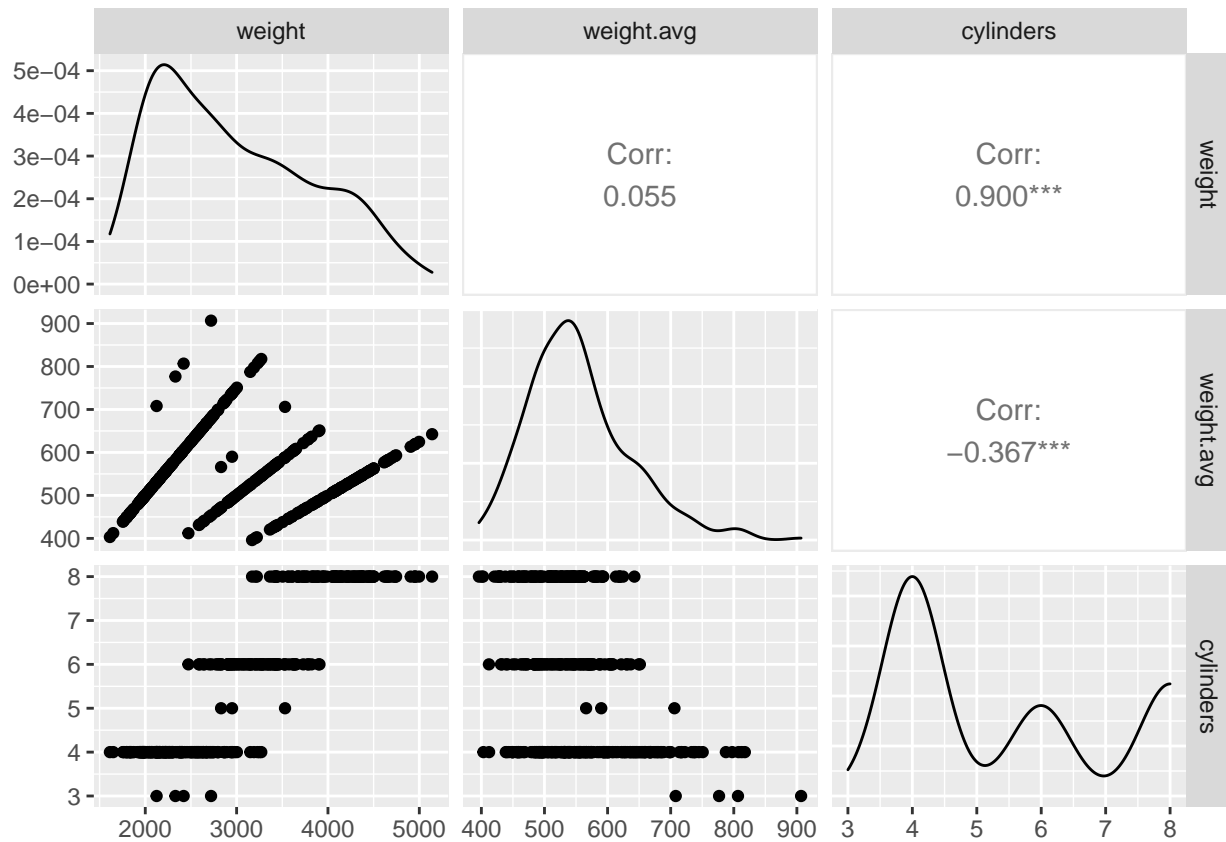 weight
weight.avg
cylinders
5e−04
4e−04
3e−04
2e−04
1e−04
0e+00
Corr:
0.055
Corr:
0.900***
weight
900
800
700
600
500
400
Corr:
−0.367***
weight.avg
8
7
6
5
4
3
cylinders
2000 3000 4000 5000
400 500 600 700 800 900
3 4 5 6 7 8